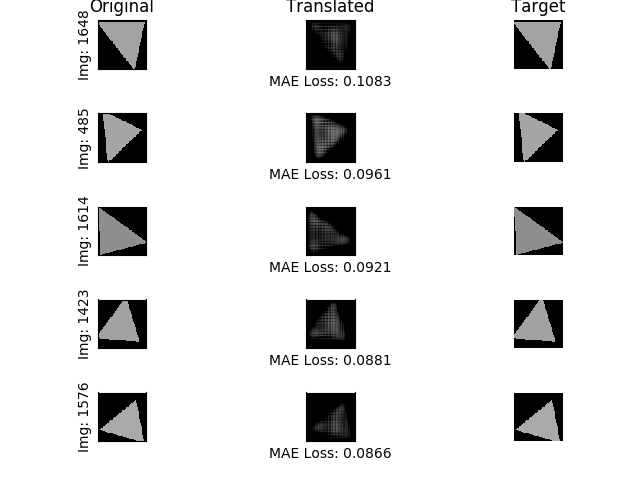 Original Translated Target
Img: 1648
MAE Loss: 0.1083
Img: 485
MAE Loss: 0.0961
Img: 1614
MAE Loss: 0.0921
Img: 1423
MAE Loss: 0.0881
Img: 1576
MAE Loss: 0.0866